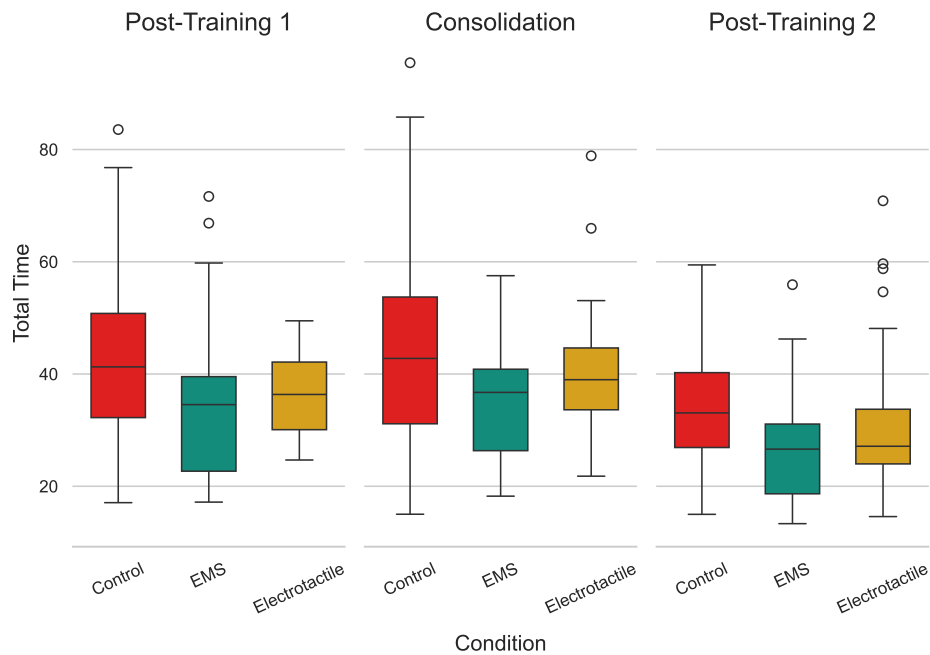 Post-Training 1 Consolidation Post-Training 2
80
60
40
20
Total Time
Control EMS Electrotactile Control EMS Electrotactile Control EMS Electrotactile
Condition